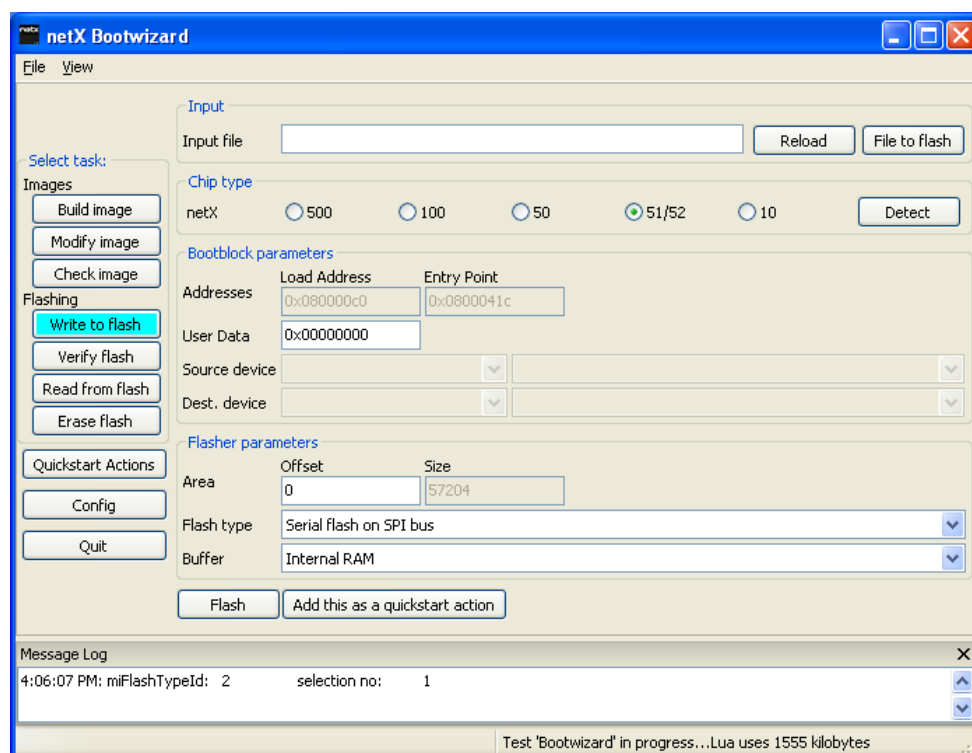 netX Bootwizard
File View
Input
Input file Reload File to flash
Select task:
Images
Build image
Modify image
Check image
Flashing
Write to flash
Verify flash
Read from flash
Erase flash
Quickstart Actions
Config
Quit
Chip type
netX 500 100 50 51/52 10 Detect
Bootblock parameters
Load Address Entry Point
Addresses 0x080000c0 0x0800041c
User Data 0x00000000
Source device
Dest. device
Flasher parameters
Offset Size
Area 0 57204
Flash type Serial flash on SPI bus
Buffer Internal RAM
Flash Add this as a quickstart action
Message Log
4:06:07 PM: miFlashTypeId: 2 selection no: 1
Test 'Bootwizard' in progress...Lua uses 1555 kilobytes